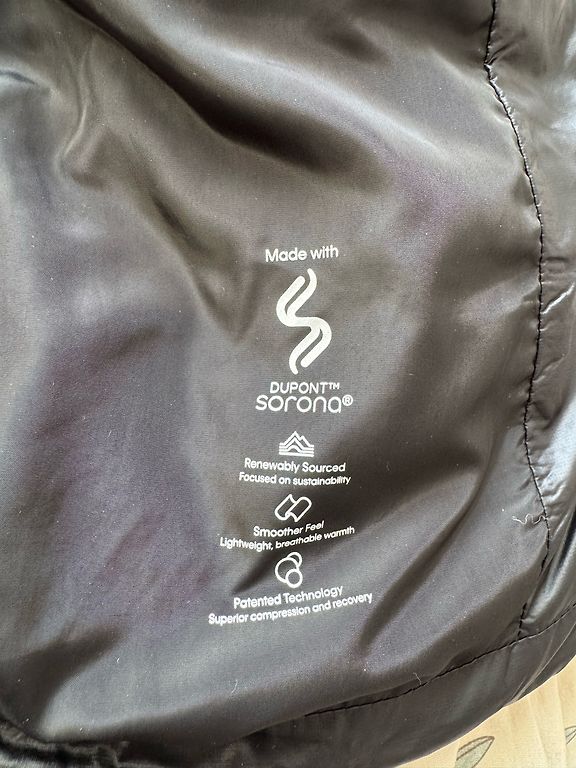 Made with
DUPONT™
sorona®
Renewably Sourced
Focused on sustainability
Smoother Feel
Lightweight, breathable warmth
Patented Technology
Superior compression and recovery